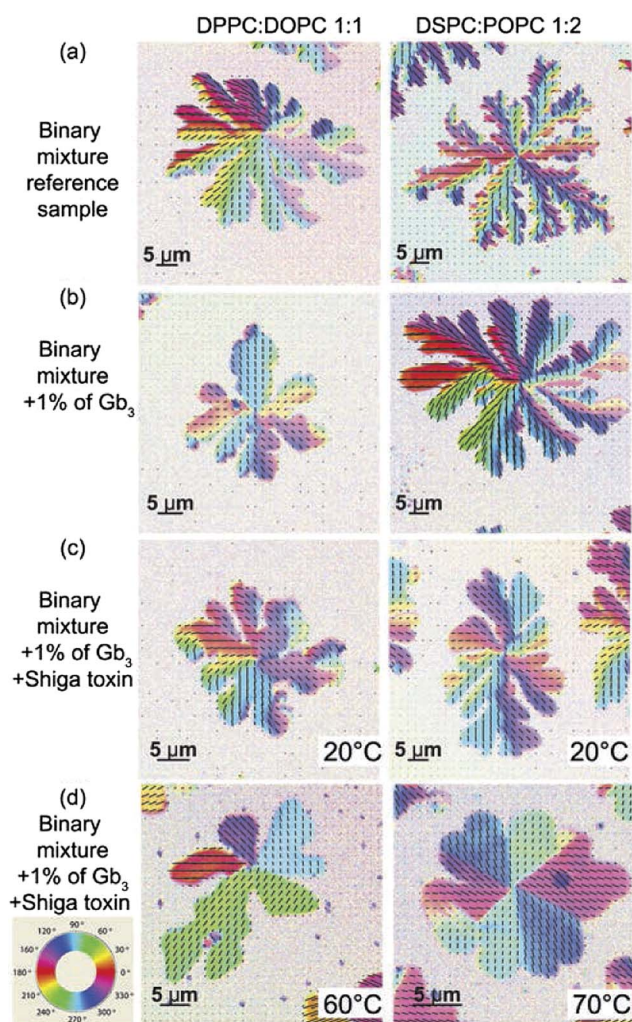 DPPC:DOPC 1:1 DSPC:POPC 1:2
(a)
Binary
mixture
reference
sample
5 µm 5 µm
(b)
Binary
mixture
+1% of Gb₃
5 µm 5 µm
(c)
Binary
mixture
+1% of Gb₃
+Shiga toxin
5 µm 20°C 5 µm 20°C
(d)
Binary
mixture
+1% of Gb₃
+Shiga toxin
90°
120° 60°
150° 30°
180° 0°
210° 330°
240° 300°
270°
5 µm 60°C 5 µm 70°C